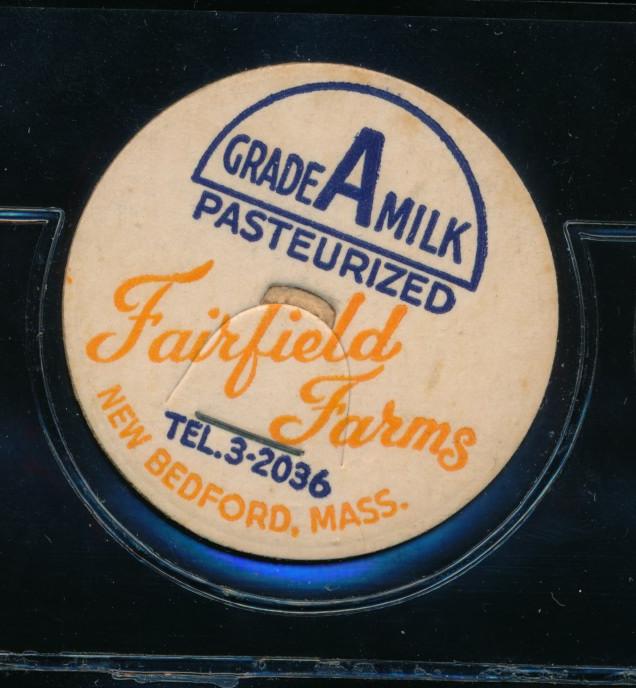 GRADE A MILK
PASTEURIZED
Fairfield
Farms
TEL.3-2036
NEW BEDFORD, MASS.